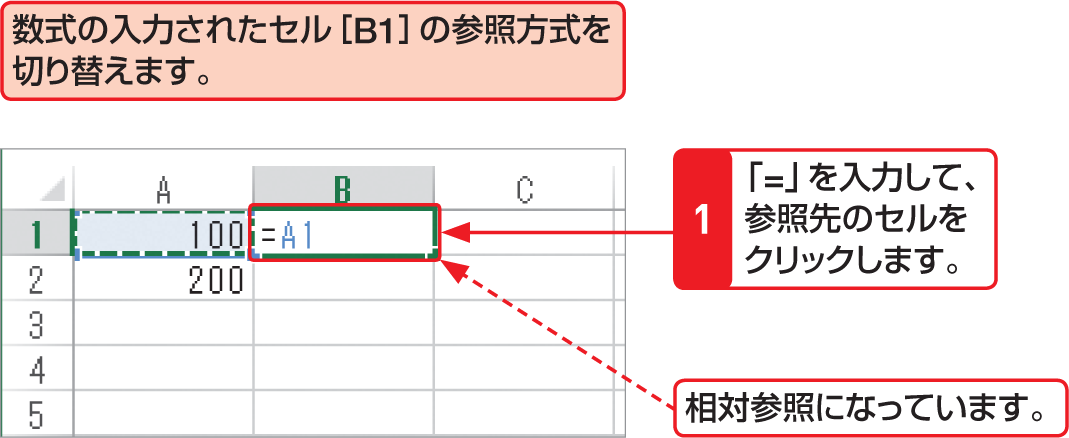 数式の入力されたセル［B1］の参照方式を
切り替えます。
A B C
1 100 =A1
2 200
3
4
5
1
「=」を入力して、
参照先のセルを
クリックします。
相対参照になっています。